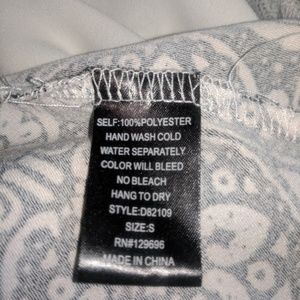 SELF:100%POLYESTER
HAND WASH COLD
WATER SEPARATELY
COLOR WILL BLEED
NO BLEACH
HANG TO DRY
STYLE:D82109
SIZE:S
RN#129696
MADE IN CHINA